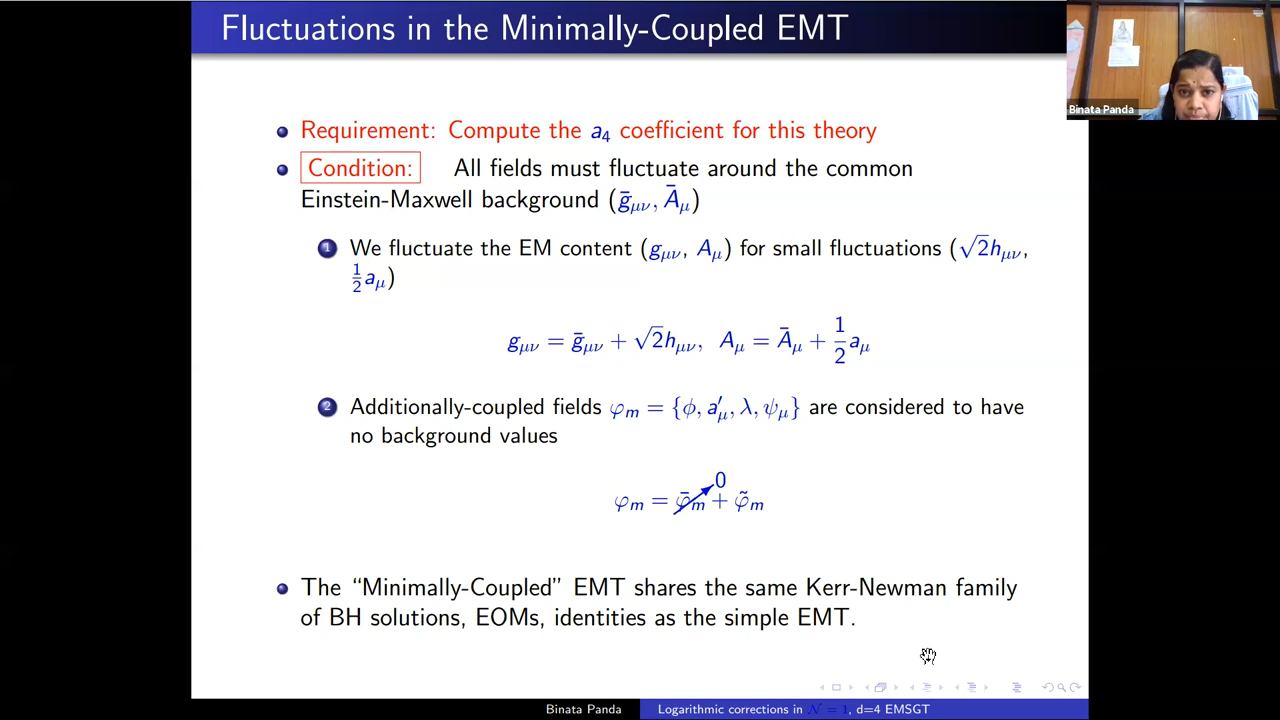 Fluctuations in the Minimally-Coupled EMT
Binata Panda
Requirement: Compute the a₄ coefficient for this theory
Condition: All fields must fluctuate around the common
Einstein-Maxwell background (ḡμν, Āμ)
1 We fluctuate the EM content (gμν, Aμ) for small fluctuations (√2hμν,
½aμ)
gμν = ḡμν + √2hμν, Aμ = Āμ + ½aμ
2 Additionally-coupled fields φm = {ϕ, a′μ, λ, ψμ} are considered to have
no background values
0
φm = φ̄m + φ̃m
The “Minimally-Coupled” EMT shares the same Kerr-Newman family
of BH solutions, EOMs, identities as the simple EMT.
Binata Panda
Logarithmic corrections in 𝒩 = 1, d=4 EMSGT